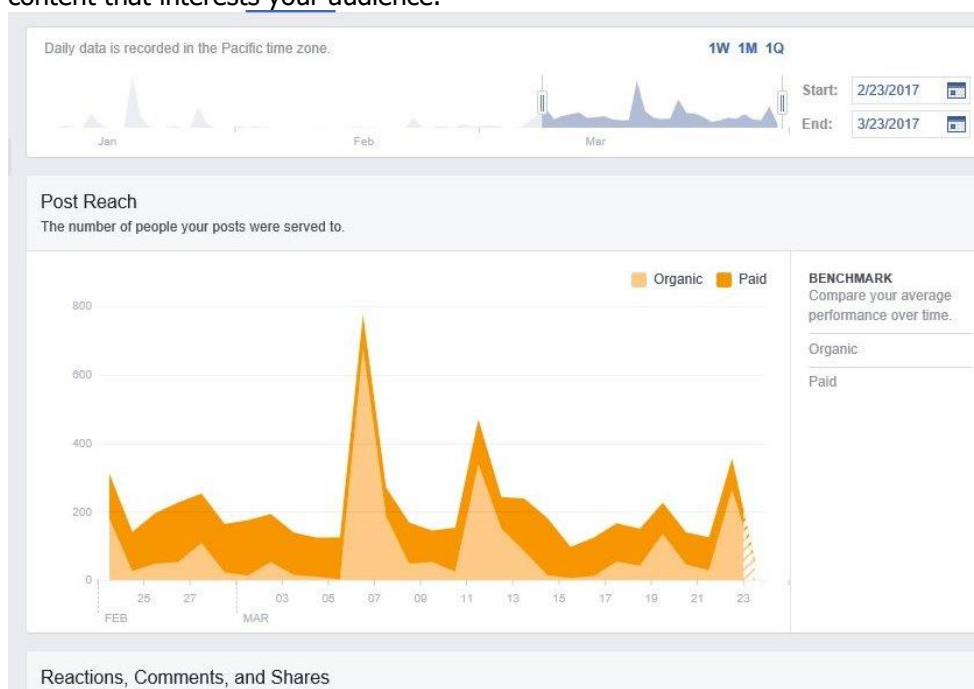 content that interests your audience.
Daily data is recorded in the Pacific time zone.
1W 1M 1Q
Jan
Feb
Mar
Start: 2/23/2017
End: 3/23/2017
Post Reach
The number of people your posts were served to.
Organic Paid
800
600
400
200
0
25 27 03 05 07 09 11 13 15 17 19 21 23
FEB MAR
BENCHMARK
Compare your average
performance over time.
Organic
Paid
Reactions, Comments, and Shares